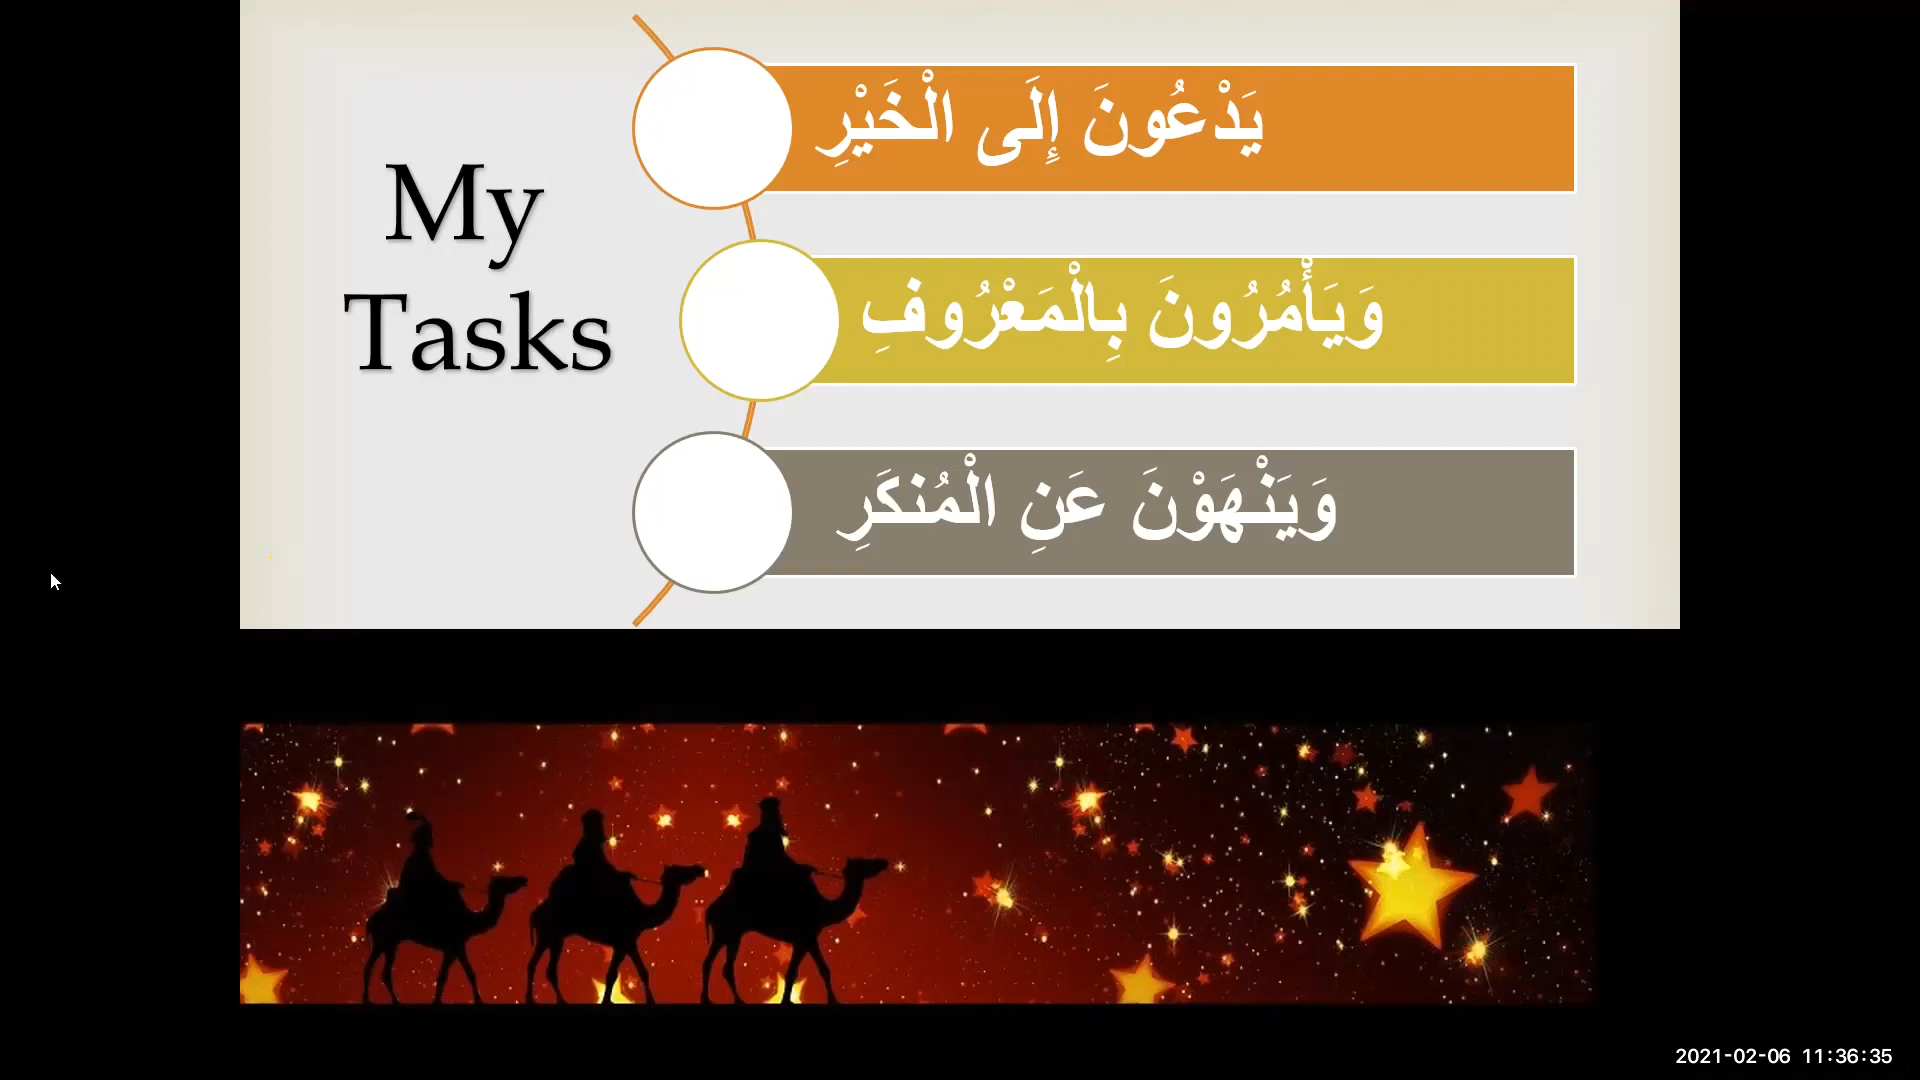 My
Tasks
يَدْعُونَ إِلَى الْخَيْرِ
وَيَأْمُرُونَ بِالْمَعْرُوفِ
وَيَنْهَوْنَ عَنِ الْمُنكَرِ
2021-02-06 11:36:35